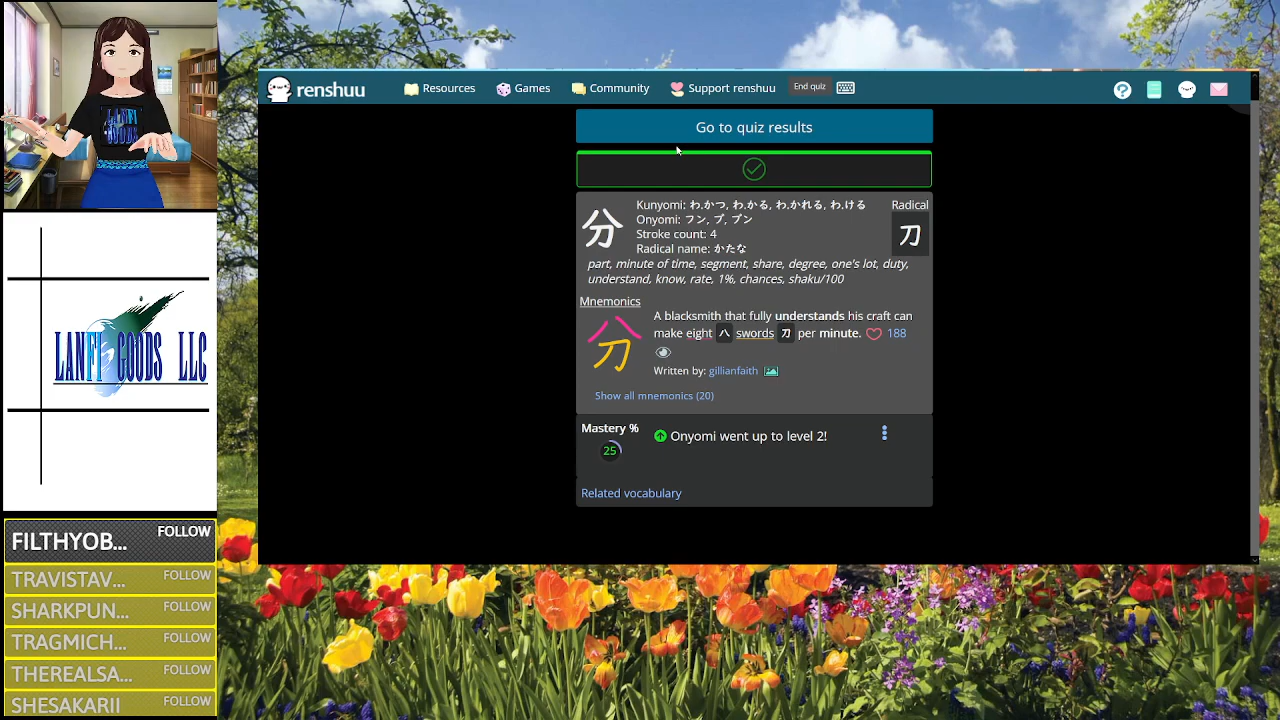 LANFI
GOODS
LANFI GOODS LLC
FILTHYOB... FOLLOW
TRAVISTAV... FOLLOW
SHARKPUN... FOLLOW
TRAGMICH... FOLLOW
THEREALSA... FOLLOW
SHESAKARII FOLLOW
renshuu Resources Games Community Support renshuu End quiz
Go to quiz results
分
Kunyomi: わ.かつ, わ.かる, わ.かれる, わ.ける
Onyomi: フン, ブ, プン
Stroke count: 4
Radical name: かたな
Radical
刀
part, minute of time, segment, share, degree, one's lot, duty,
understand, know, rate, 1%, chances, shaku/100
Mnemonics
分
A blacksmith that fully understands his craft can
make eight 八 swords 刀 per minute. 188
Written by: gillianfaith
Show all mnemonics (20)
Mastery %
25
Onyomi went up to level 2!
Related vocabulary